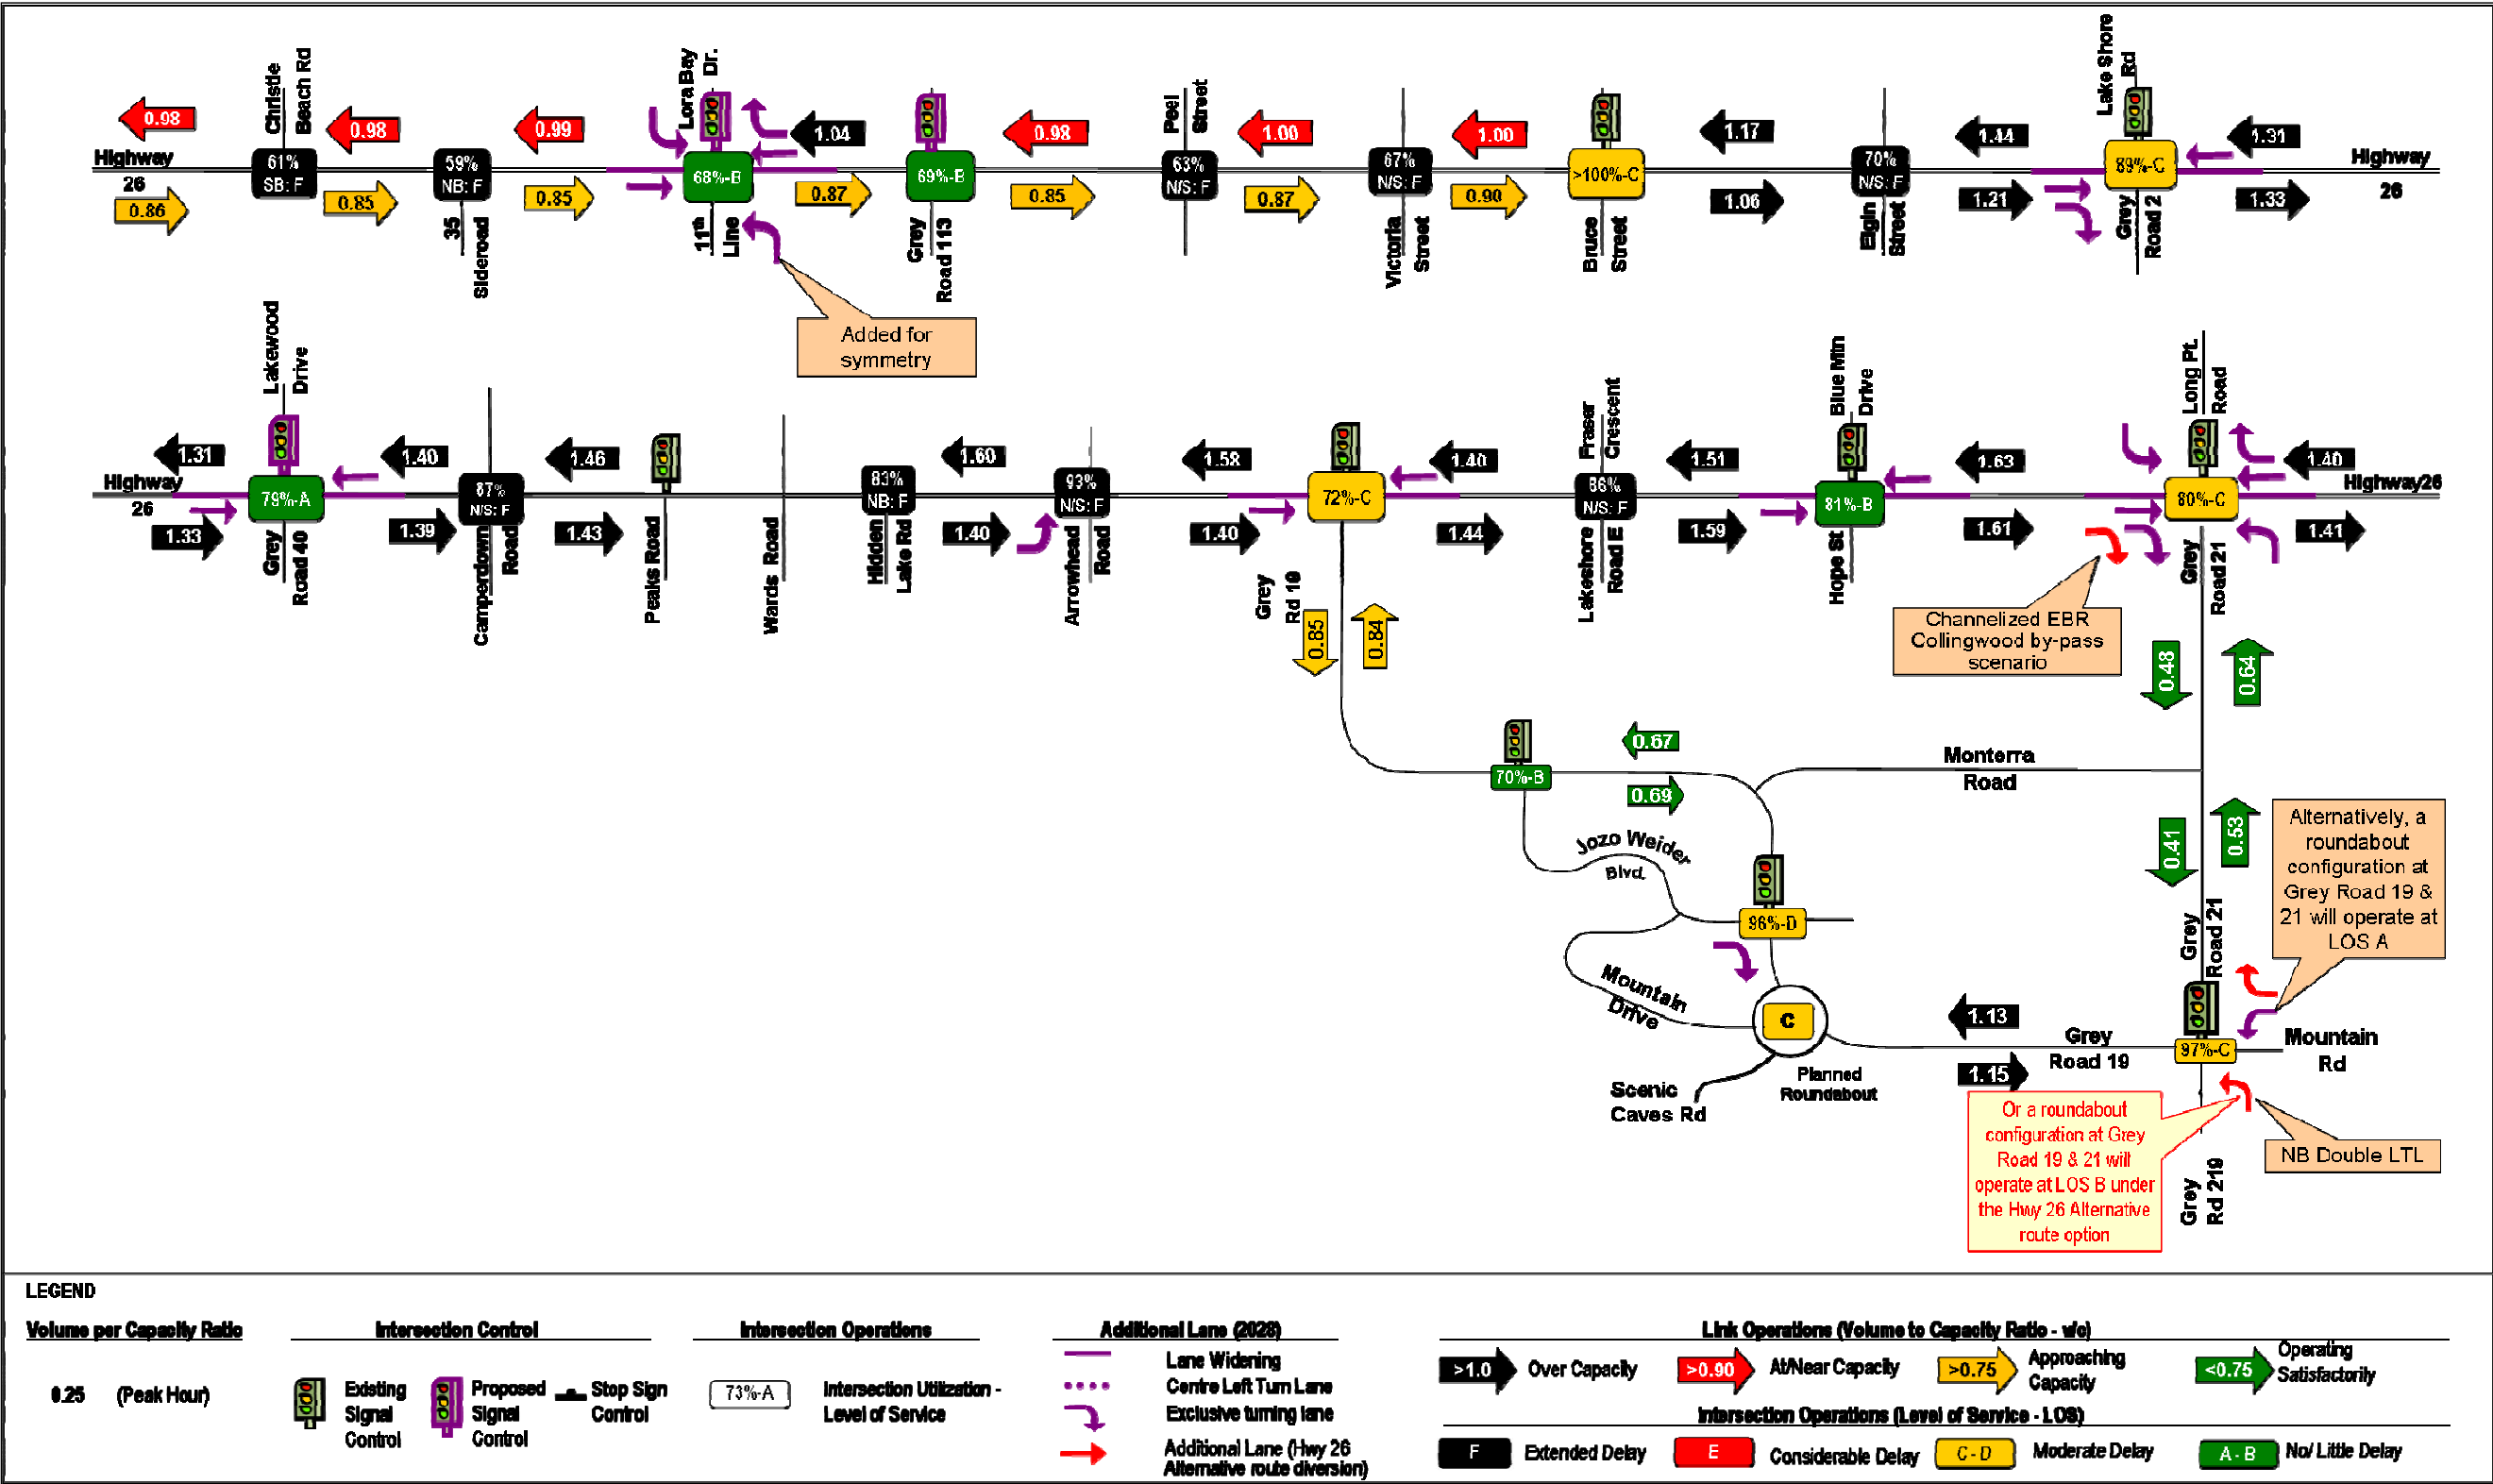 Christie
Beach Rd
Lora Bay
Dr.
Peel
Street
Lake Shore
Rd
0.98
0.98
0.99
1.04
0.98
1.00
1.00
1.17
1.44
1.31
Highway
26
61%
SB: F
59%
NB: F
68%-B
69%-B
63%
N/S: F
67%
N/S: F
>100%-C
70%
N/S: F
89%-C
Highway
26
0.86
0.85
0.85
0.87
0.85
0.87
0.90
1.06
1.21
1.33
35
Sideroad
11th
Line
Grey
Road 113
Victoria
Street
Bruce
Street
Elgin
Street
Grey
Road 2
Added for
symmetry
Lakewood
Drive
Fraser
Crescent
Blue Mtn
Drive
Long Pt.
Road
1.31
1.40
1.46
1.60
1.58
1.40
1.51
1.63
1.40
Highway
26
79%-A
87%
N/S: F
83%
NB: F
93%
N/S: F
72%-C
86%
N/S: F
81%-B
80%-C
Highway26
1.33
1.39
1.43
1.40
1.40
1.44
1.59
1.61
1.41
Grey
Road 40
Camperdown
Road
Peaks Road
Wards Road
Hidden
Lake Rd
Arrowhead
Road
Grey
Rd 19
Lakeshore
Road E
Hope St
Grey
Road 21
Channelized EBR
Collingwood by-pass
scenario
0.85
0.84
0.48
0.64
70%-B
0.67
0.69
Monterra
Road
Jozo Weider
Blvd.
0.41
0.53
Alternatively, a
roundabout
configuration at
Grey Road 19 &
21 will operate at
LOS A
96%-D
Grey
Road 21
Mountain
Drive
C
1.13
1.15
Grey
Road 19
97%-C
Mountain
Rd
Scenic
Caves Rd
Planned
Roundabout
Or a roundabout
configuration at Grey
Road 19 & 21 will
operate at LOS B under
the Hwy 26 Alternative
route option
NB Double LTL
Grey
Rd 219
LEGEND
Volume per Capacity Ratio
0.25 (Peak Hour)
Intersection Control
Existing
Signal
Control
Proposed
Signal
Control
Stop Sign
Control
Intersection Operations
73%-A
Intersection Utilization -
Level of Service
Additional Lane (2028)
Lane Widening
Centre Left Turn Lane
Exclusive turning lane
Additional Lane (Hwy 26
Alternative route diversion)
Link Operations (Volume to Capacity Ratio - v/c)
>1.0 Over Capacity
>0.90 At/Near Capacity
>0.75 Approaching
Capacity
<0.75 Operating
Satisfactorily
Intersection Operations (Level of Service - LOS)
F Extended Delay
E Considerable Delay
C - D Moderate Delay
A - B No/ Little Delay